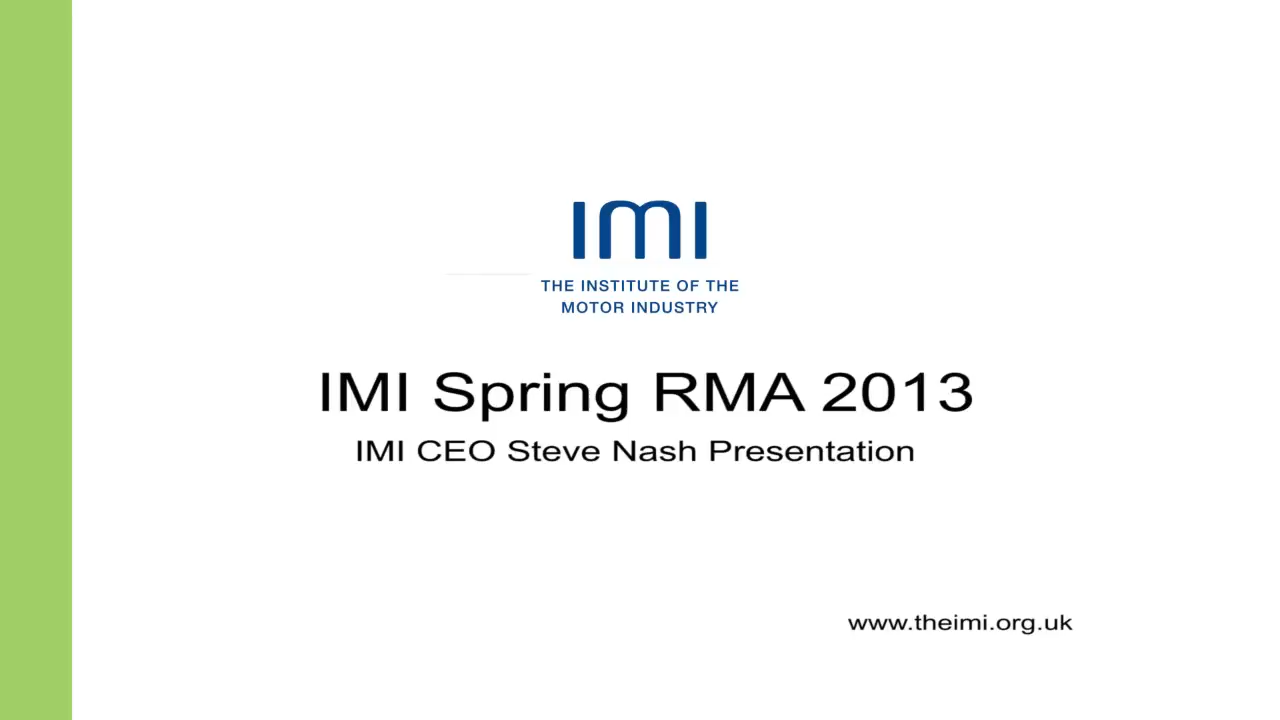 IMI
THE INSTITUTE OF THE
MOTOR INDUSTRY
IMI Spring RMA 2013
IMI CEO Steve Nash Presentation
www.theimi.org.uk